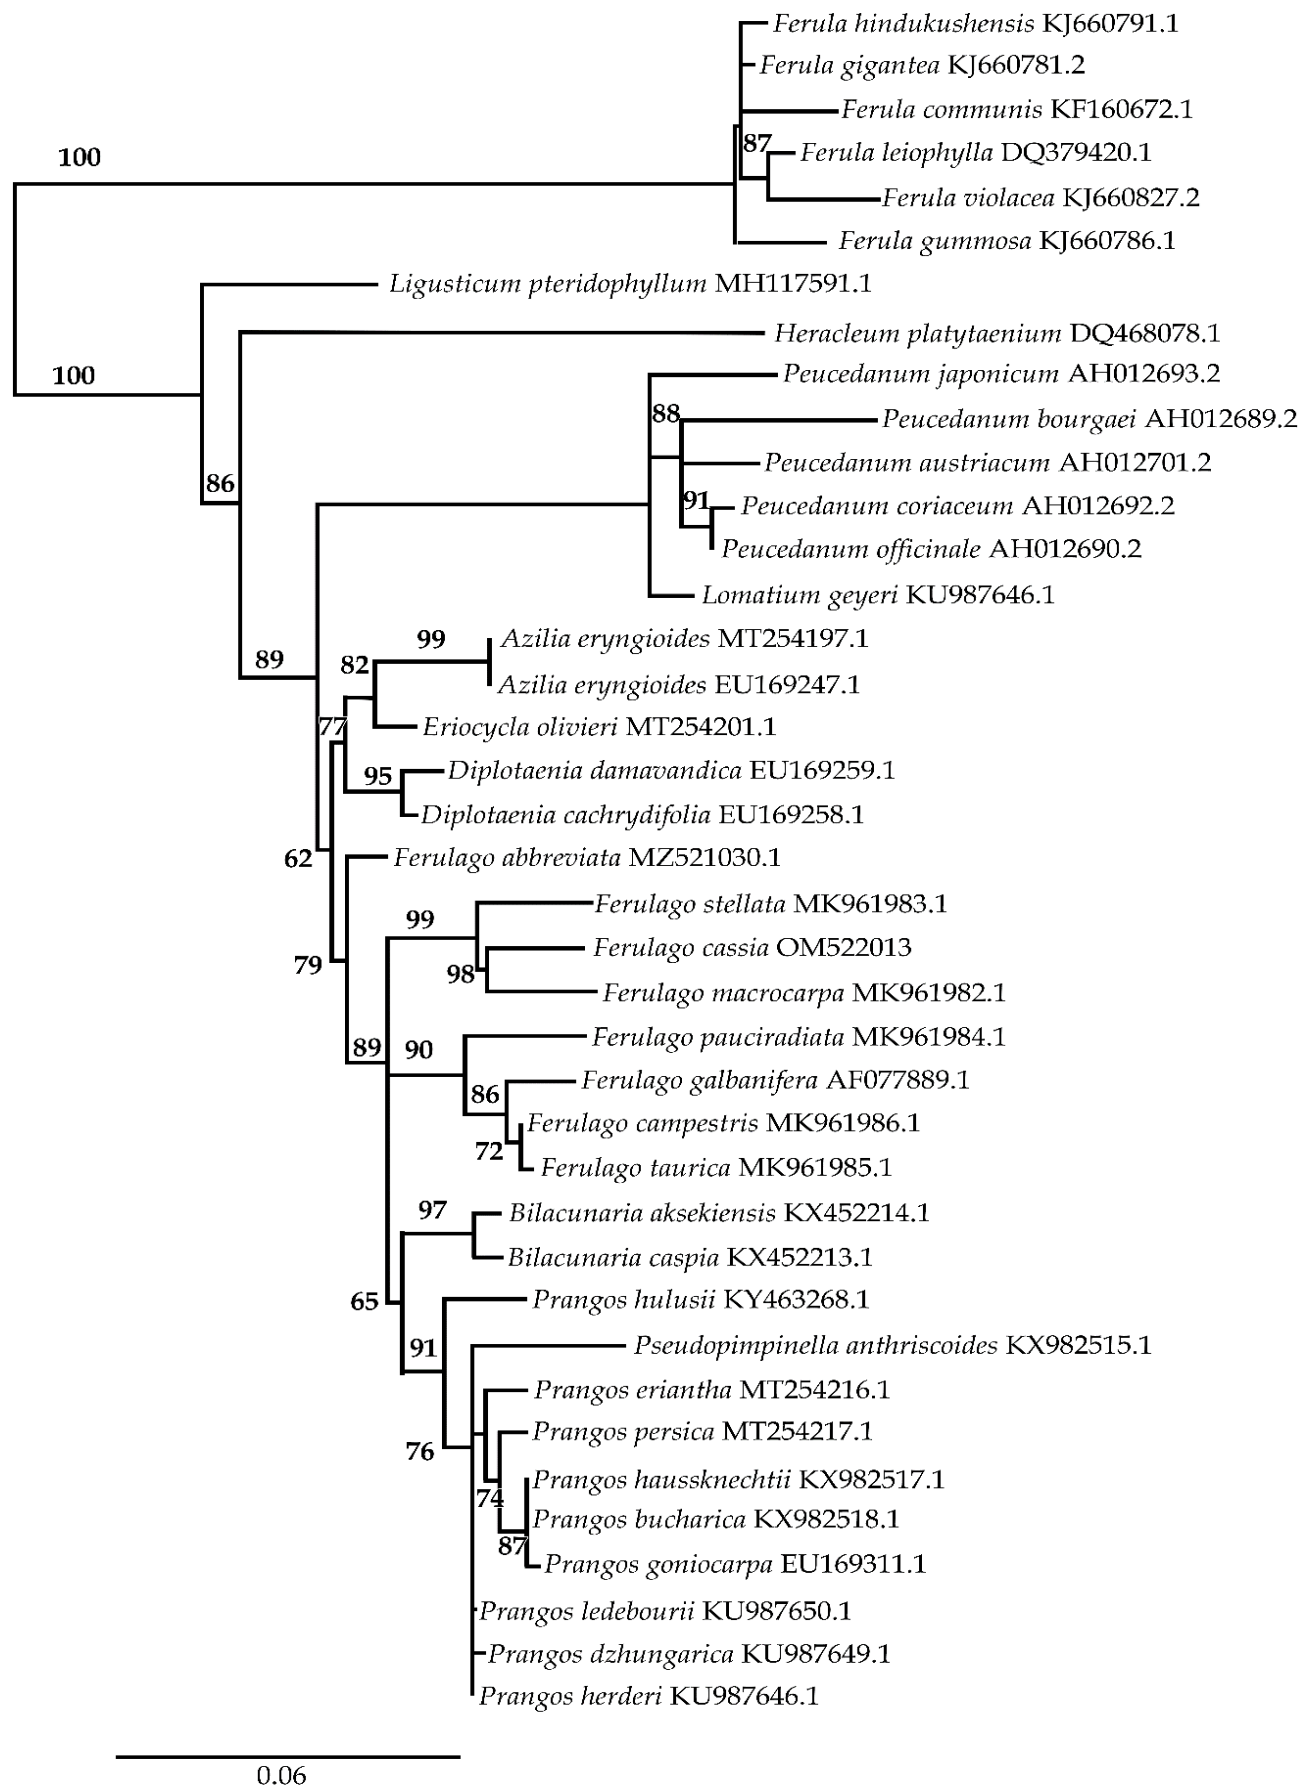 Ferula hindukushensis KJ660791.1
Ferula gigantea KJ660781.2
Ferula communis KF160672.1
87
Ferula leiophylla DQ379420.1
100
Ferula violacea KJ660827.2
Ferula gummosa KJ660786.1
Ligusticum pteridophyllum MH117591.1
Heracleum platytaenium DQ468078.1
100
Peucedanum japonicum AH012693.2
88
Peucedanum bourgaei AH012689.2
Peucedanum austriacum AH012701.2
86
91
Peucedanum coriaceum AH012692.2
Peucedanum officinale AH012690.2
Lomatium geyeri KU987646.1
99
Azilia eryngioides MT254197.1
89
82
Azilia eryngioides EU169247.1
77
Eriocycla olivieri MT254201.1
95
Diplotaenia damavandica EU169259.1
Diplotaenia cachrydifolia EU169258.1
62
Ferulago abbreviata MZ521030.1
99
Ferulago stellata MK961983.1
Ferulago cassia OM522013
79
98
Ferulago macrocarpa MK961982.1
89
90
Ferulago pauciradiata MK961984.1
86
Ferulago galbanifera AF077889.1
Ferulago campestris MK961986.1
72
Ferulago taurica MK961985.1
97
Bilacunaria aksekiensis KX452214.1
Bilacunaria caspia KX452213.1
65
Prangos hulusii KY463268.1
91
Pseudopimpinella anthriscoides KX982515.1
Prangos eriantha MT254216.1
76
Prangos persica MT254217.1
Prangos haussknechtii KX982517.1
74
Prangos bucharica KX982518.1
87
Prangos goniocarpa EU169311.1
Prangos ledebourii KU987650.1
Prangos dzhungarica KU987649.1
Prangos herderi KU987646.1
0.06